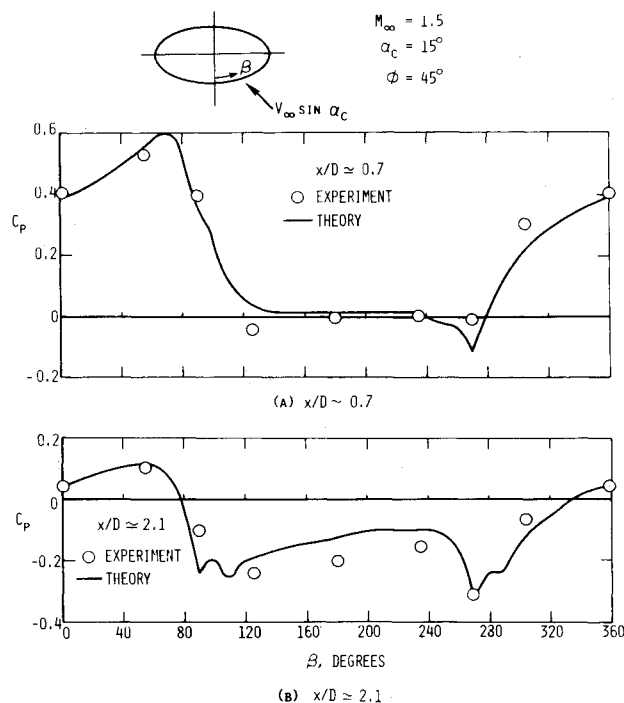 M∞ = 1.5
αC = 15°
Φ = 45°
β
V∞ SIN αC
0.6
0.4
CP
0.2
0
-0.2
x/D ≃ 0.7
EXPERIMENT
THEORY
(A) x/D ~ 0.7
0.2
0
CP
-0.2
-0.4
x/D ≃ 2.1
EXPERIMENT
THEORY
0 40 80 120 160 200 240 280 320 360
β, DEGREES
(B) x/D ≃ 2.1